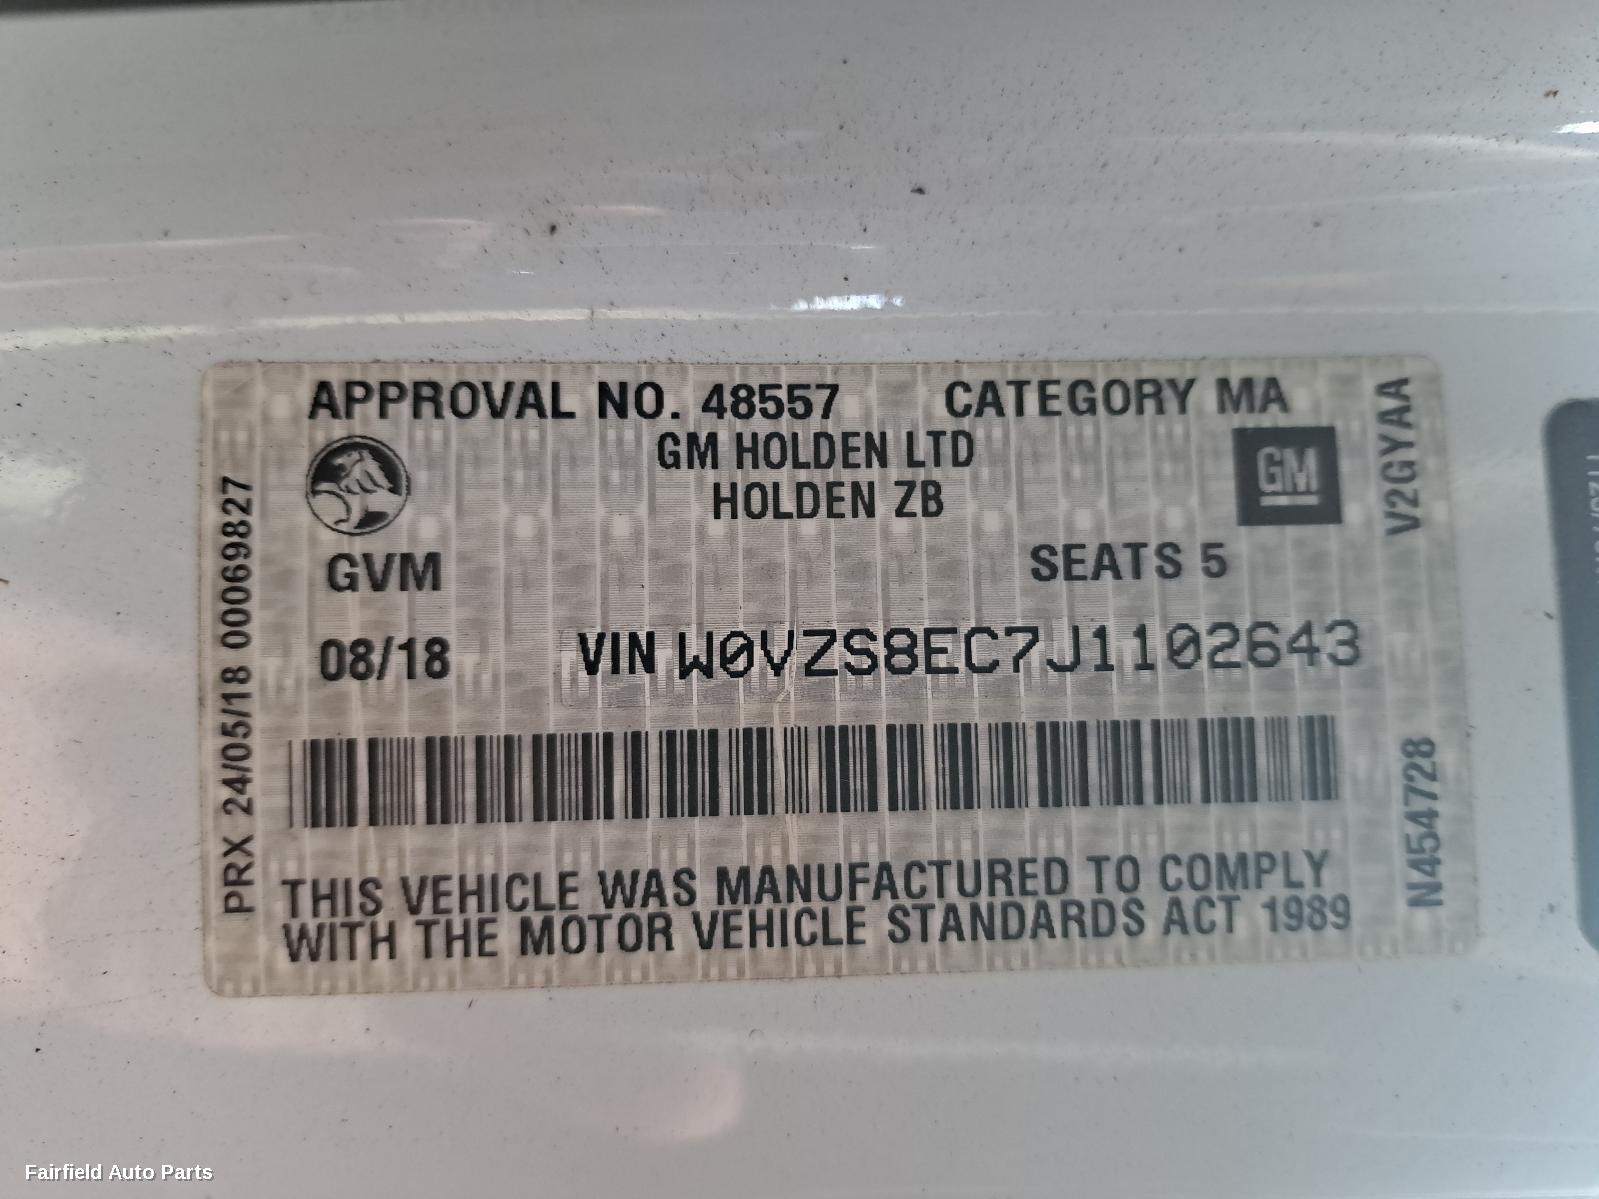 APPROVAL NO. 48557 CATEGORY MA
GM HOLDEN LTD
HOLDEN ZB
GM
GVM SEATS 5
08/18 VIN W0VZS8EC7J1102643
THIS VEHICLE WAS MANUFACTURED TO COMPLY
WITH THE MOTOR VEHICLE STANDARDS ACT 1989
PRX 24/05/18 00069827
V2GYAA
N454728
Fairfield Auto Parts